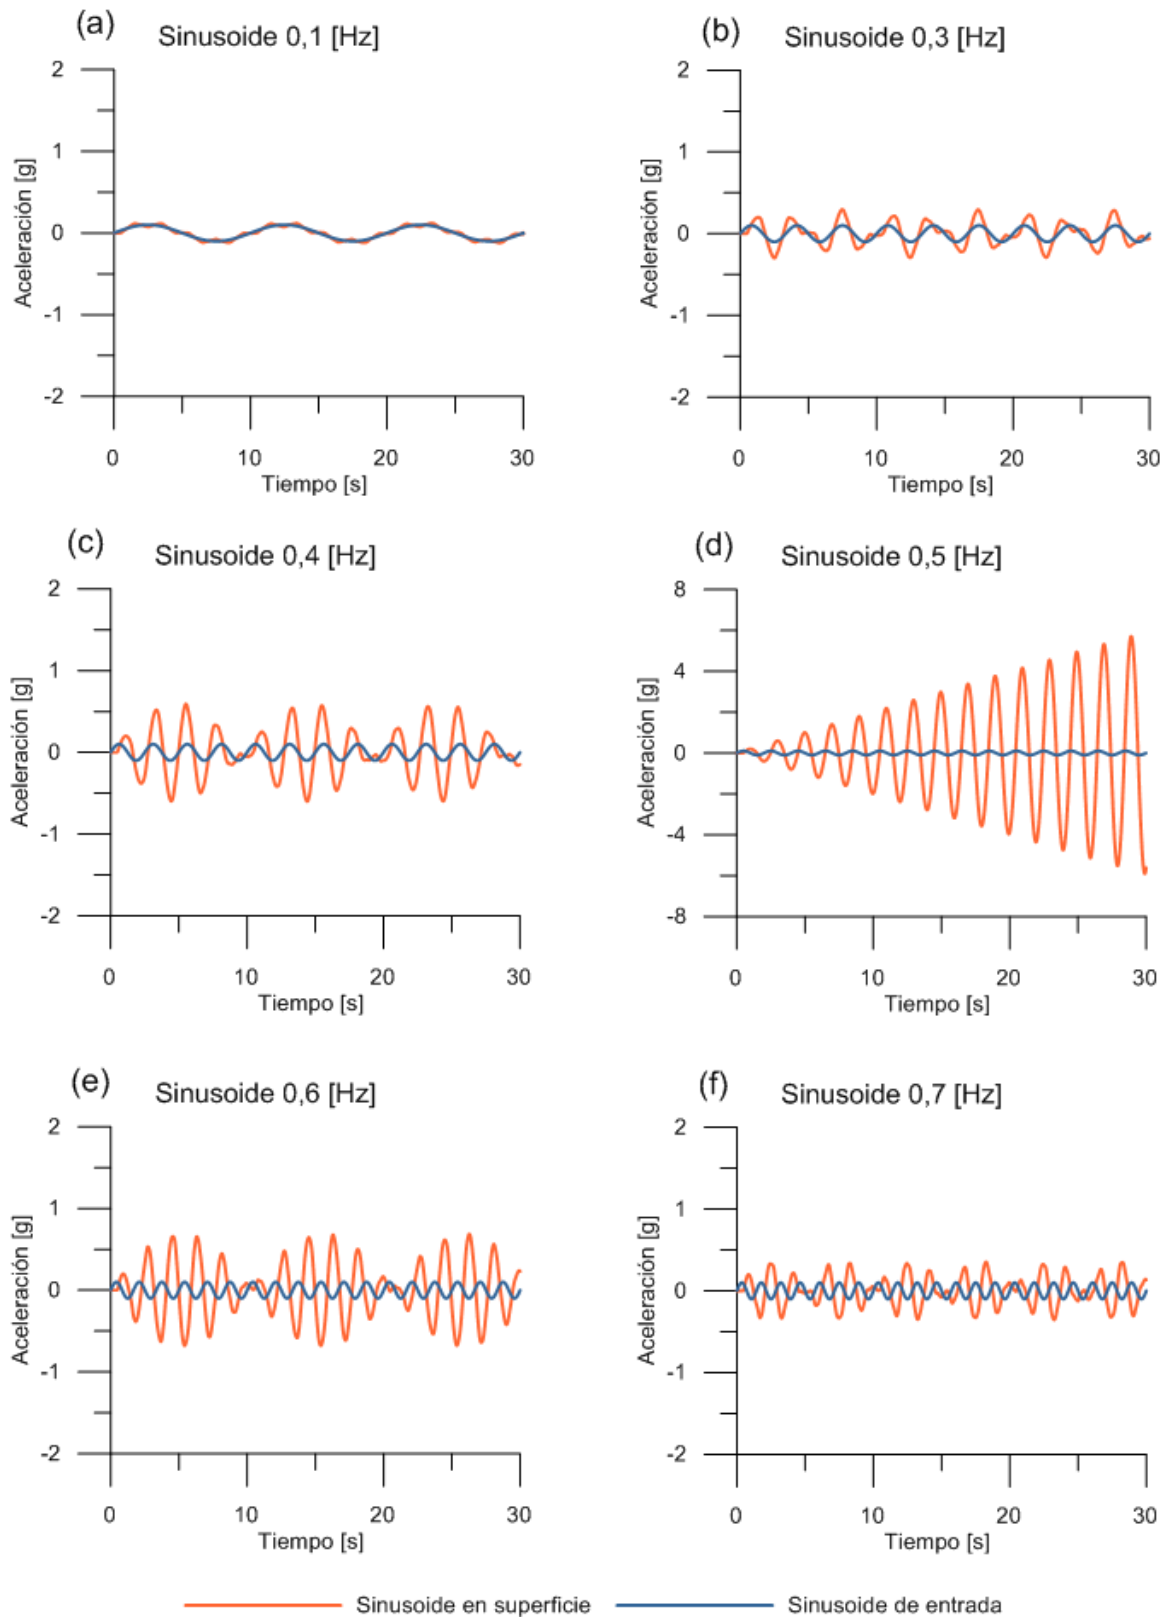 (a) Sinusoide 0,1 [Hz]
2
1
0
-1
-2
Aceleración [g]
0 10 20 30
Tiempo [s]
(b) Sinusoide 0,3 [Hz]
2
1
0
-1
-2
Aceleración [g]
0 10 20 30
Tiempo [s]
(c) Sinusoide 0,4 [Hz]
2
1
0
-1
-2
Aceleración [g]
0 10 20 30
Tiempo [s]
(d) Sinusoide 0,5 [Hz]
8
4
0
-4
-8
Aceleración [g]
0 10 20 30
Tiempo [s]
(e) Sinusoide 0,6 [Hz]
2
1
0
-1
-2
Aceleración [g]
0 10 20 30
Tiempo [s]
(f) Sinusoide 0,7 [Hz]
2
1
0
-1
-2
Aceleración [g]
0 10 20 30
Tiempo [s]
Sinusoide en superficie Sinusoide de entrada